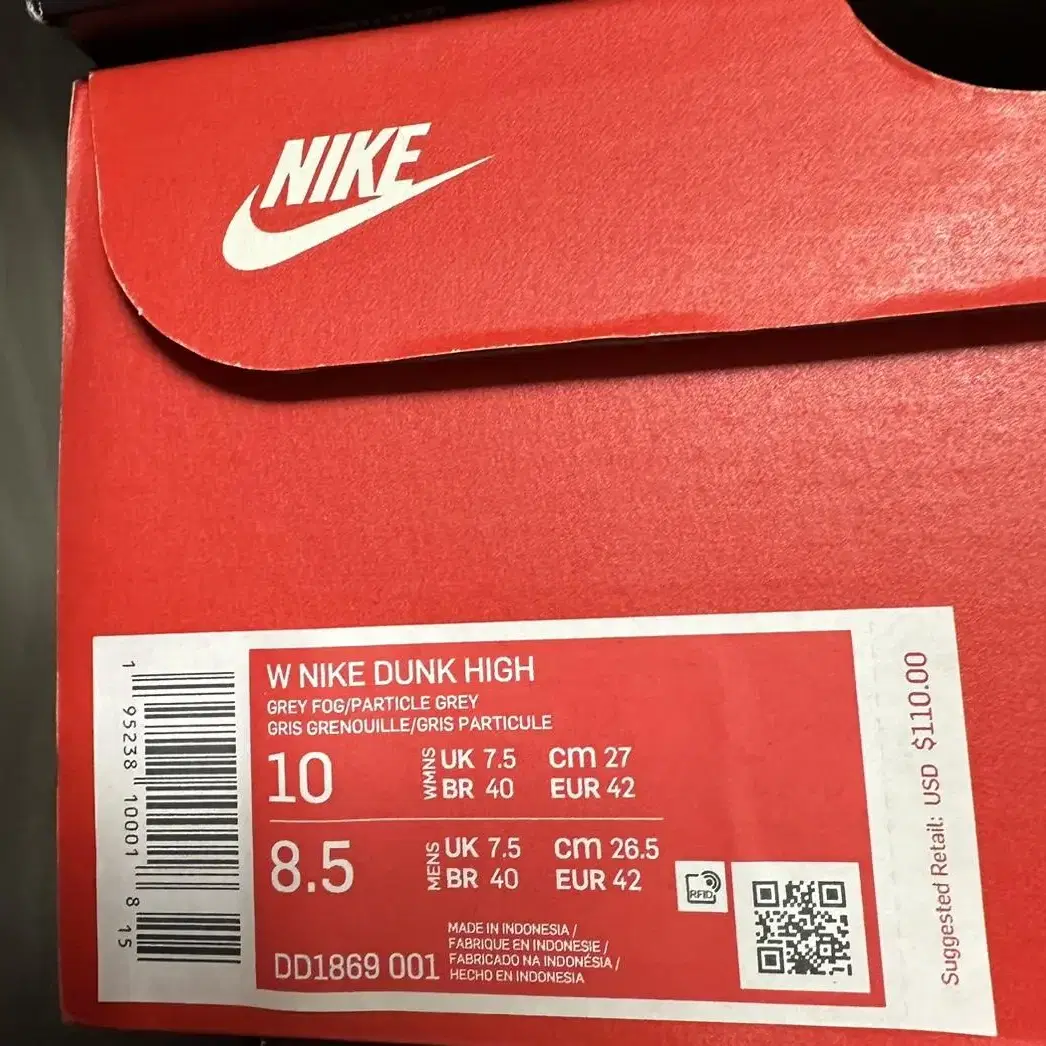 NIKE
W NIKE DUNK HIGH
GREY FOG/PARTICLE GREY
GRIS GRENOUILLE/GRIS PARTICULE
10 WMNS UK 7.5 cm 27
BR 40 EUR 42
8.5 MENS UK 7.5 cm 26.5
BR 40 EUR 42
RFID
MADE IN INDONESIA /
FABRIQUE EN INDONESIE /
FABRICADO NA INDONÉSIA /
HECHO EN INDONESIA
DD1869 001
1 95238 10001 8 15
Suggested Retail: USD $110.00